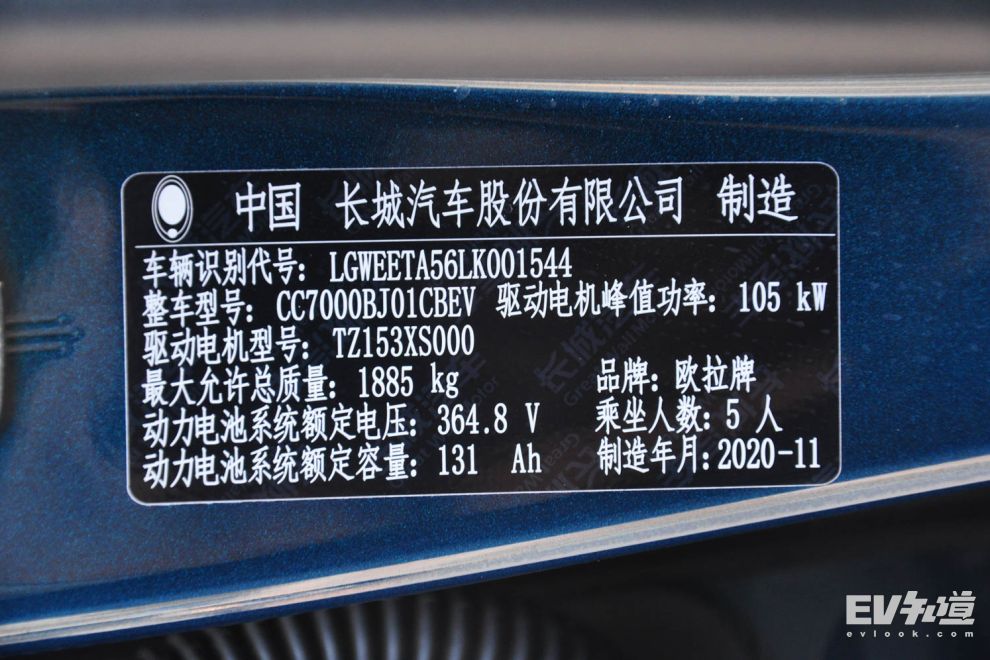 中国 长城汽车股份有限公司 制造
车辆识别代号: LGWEETA56LK001544
整车型号: CC7000BJ01CBEV 驱动电机峰值功率: 105 kW
驱动电机型号: TZ153XS000
最大允许总质量: 1885 kg 品牌: 欧拉牌
动力电池系统额定电压: 364.8 V 乘坐人数: 5 人
动力电池系统额定容量: 131 Ah 制造年月: 2020-11
EV知道
evlook.com